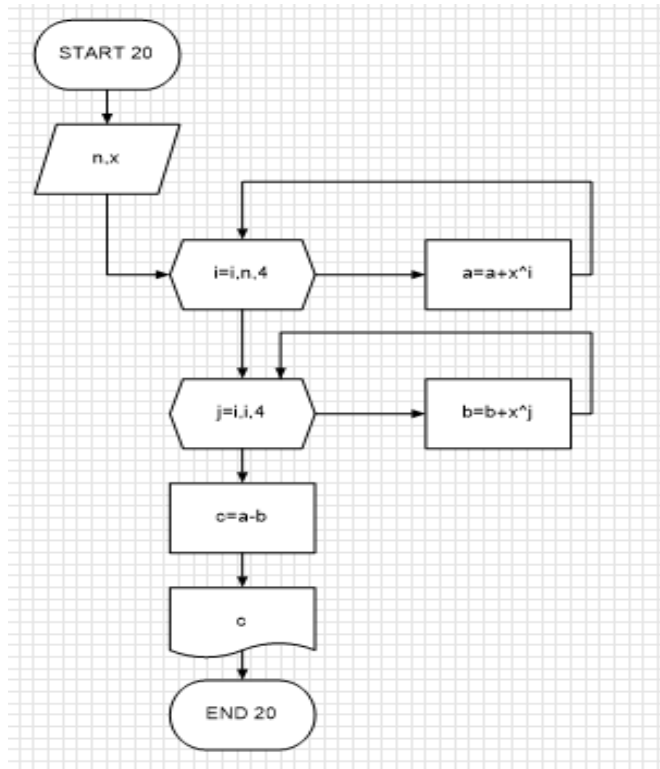 START 20
n,x
i=i,n,4
a=a+x^i
j=i,i,4
b=b+x^j
c=a-b
c
END 20